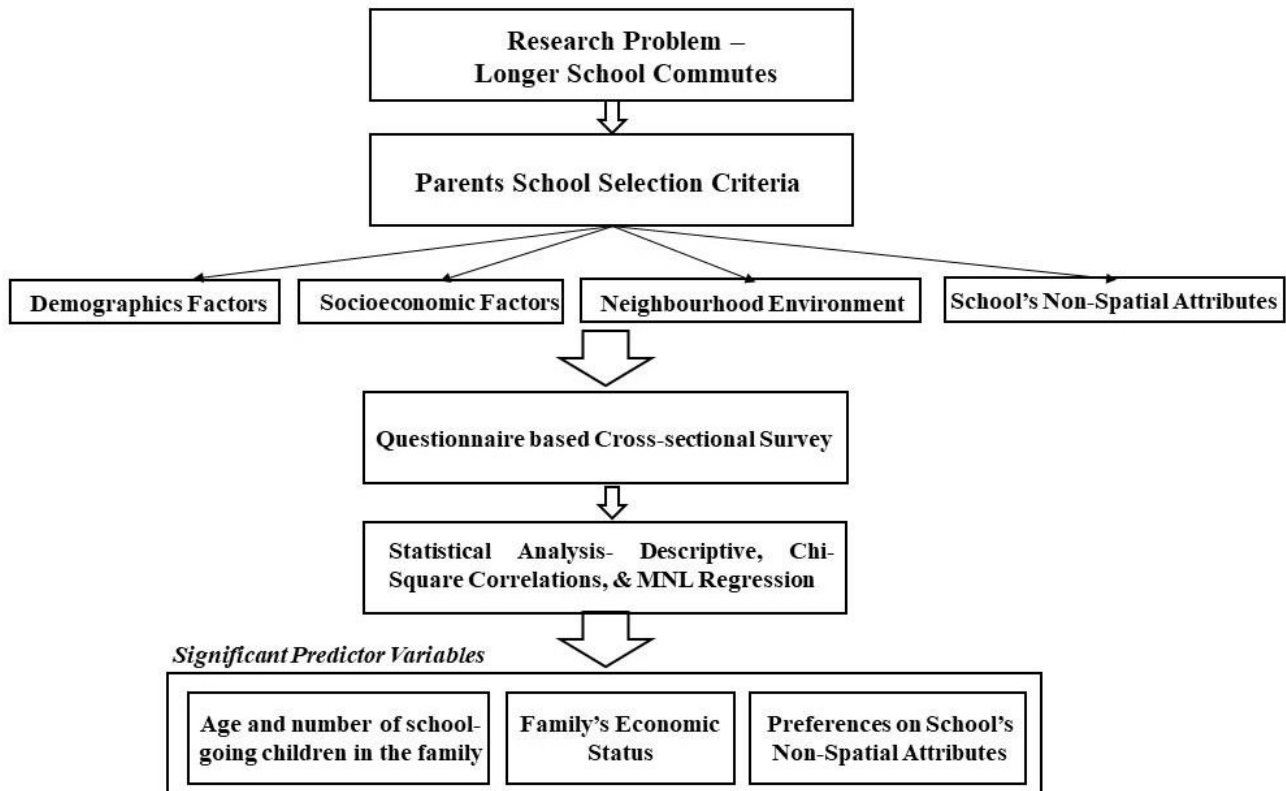 Research Problem –
Longer School Commutes
Parents School Selection Criteria
Demographics Factors
Socioeconomic Factors
Neighbourhood Environment
School's Non-Spatial Attributes
Questionnaire based Cross-sectional Survey
Statistical Analysis- Descriptive, Chi-
Square Correlations, & MNL Regression
Significant Predictor Variables
Age and number of school-
going children in the family
Family's Economic
Status
Preferences on School's
Non-Spatial Attributes